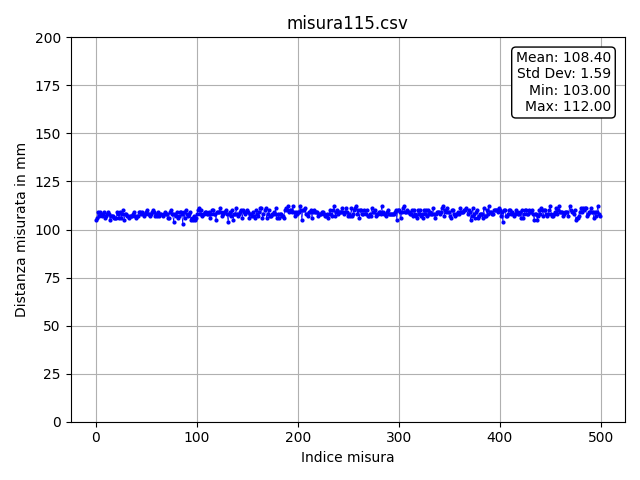 misura115.csv
Mean: 108.40
Std Dev: 1.59
Min: 103.00
Max: 112.00
200
175
150
125
100
75
50
25
0
Distanza misurata in mm
0 100 200 300 400 500
Indice misura